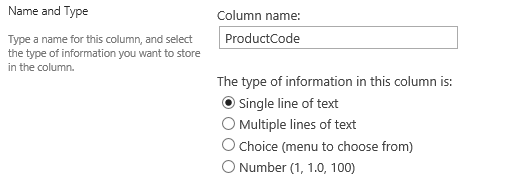 Name and Type
Type a name for this column, and select
the type of information you want to store
in the column.
Column name:
ProductCode
The type of information in this column is:
Single line of text
Multiple lines of text
Choice (menu to choose from)
Number (1, 1.0, 100)